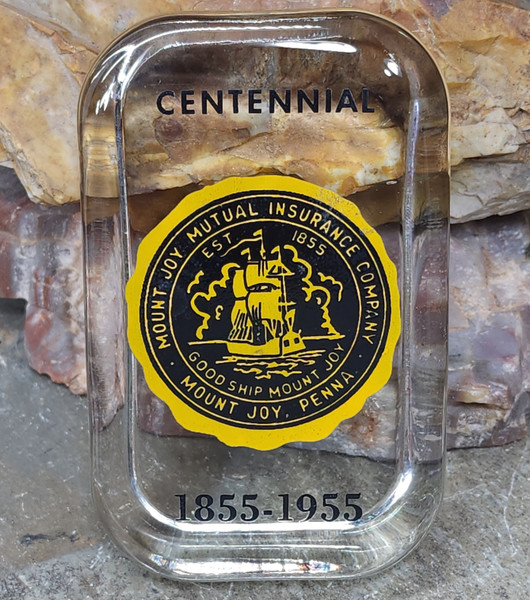 CENTENNIAL
MOUNT JOY MUTUAL INSURANCE COMPANY
EST 1855
GOOD SHIP MOUNT JOY
· MOUNT JOY, PENNA. ·
1855-1955